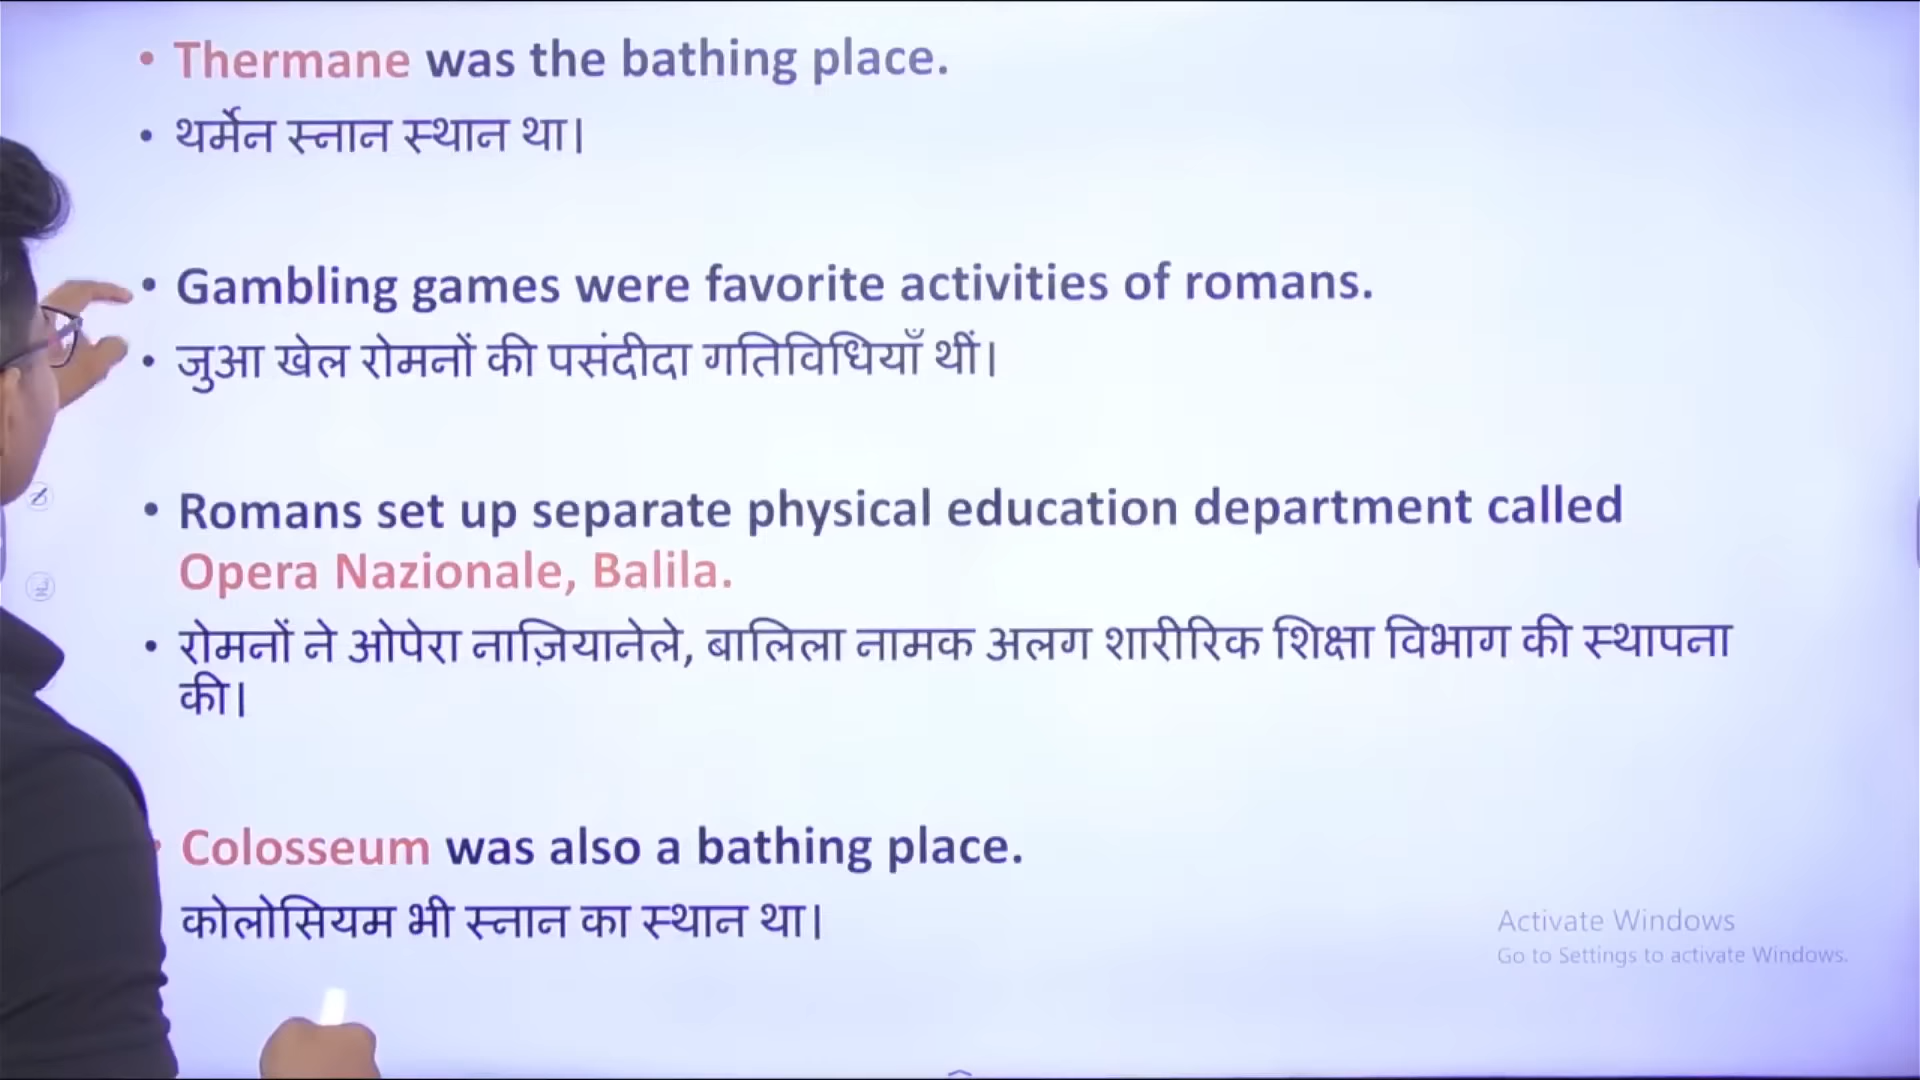 • Thermane was the bathing place.
• थर्मेन स्नान स्थान था।
• Gambling games were favorite activities of romans.
• जुआ खेल रोमनों की पसंदीदा गतिविधियाँ थीं।
• Romans set up separate physical education department called
Opera Nazionale, Balila.
• रोमनों ने ओपेरा नाज़ियानेले, बालिला नामक अलग शारीरिक शिक्षा विभाग की स्थापना
की।
• Colosseum was also a bathing place.
कोलोसियम भी स्नान का स्थान था।
Activate Windows
Go to Settings to activate Windows.